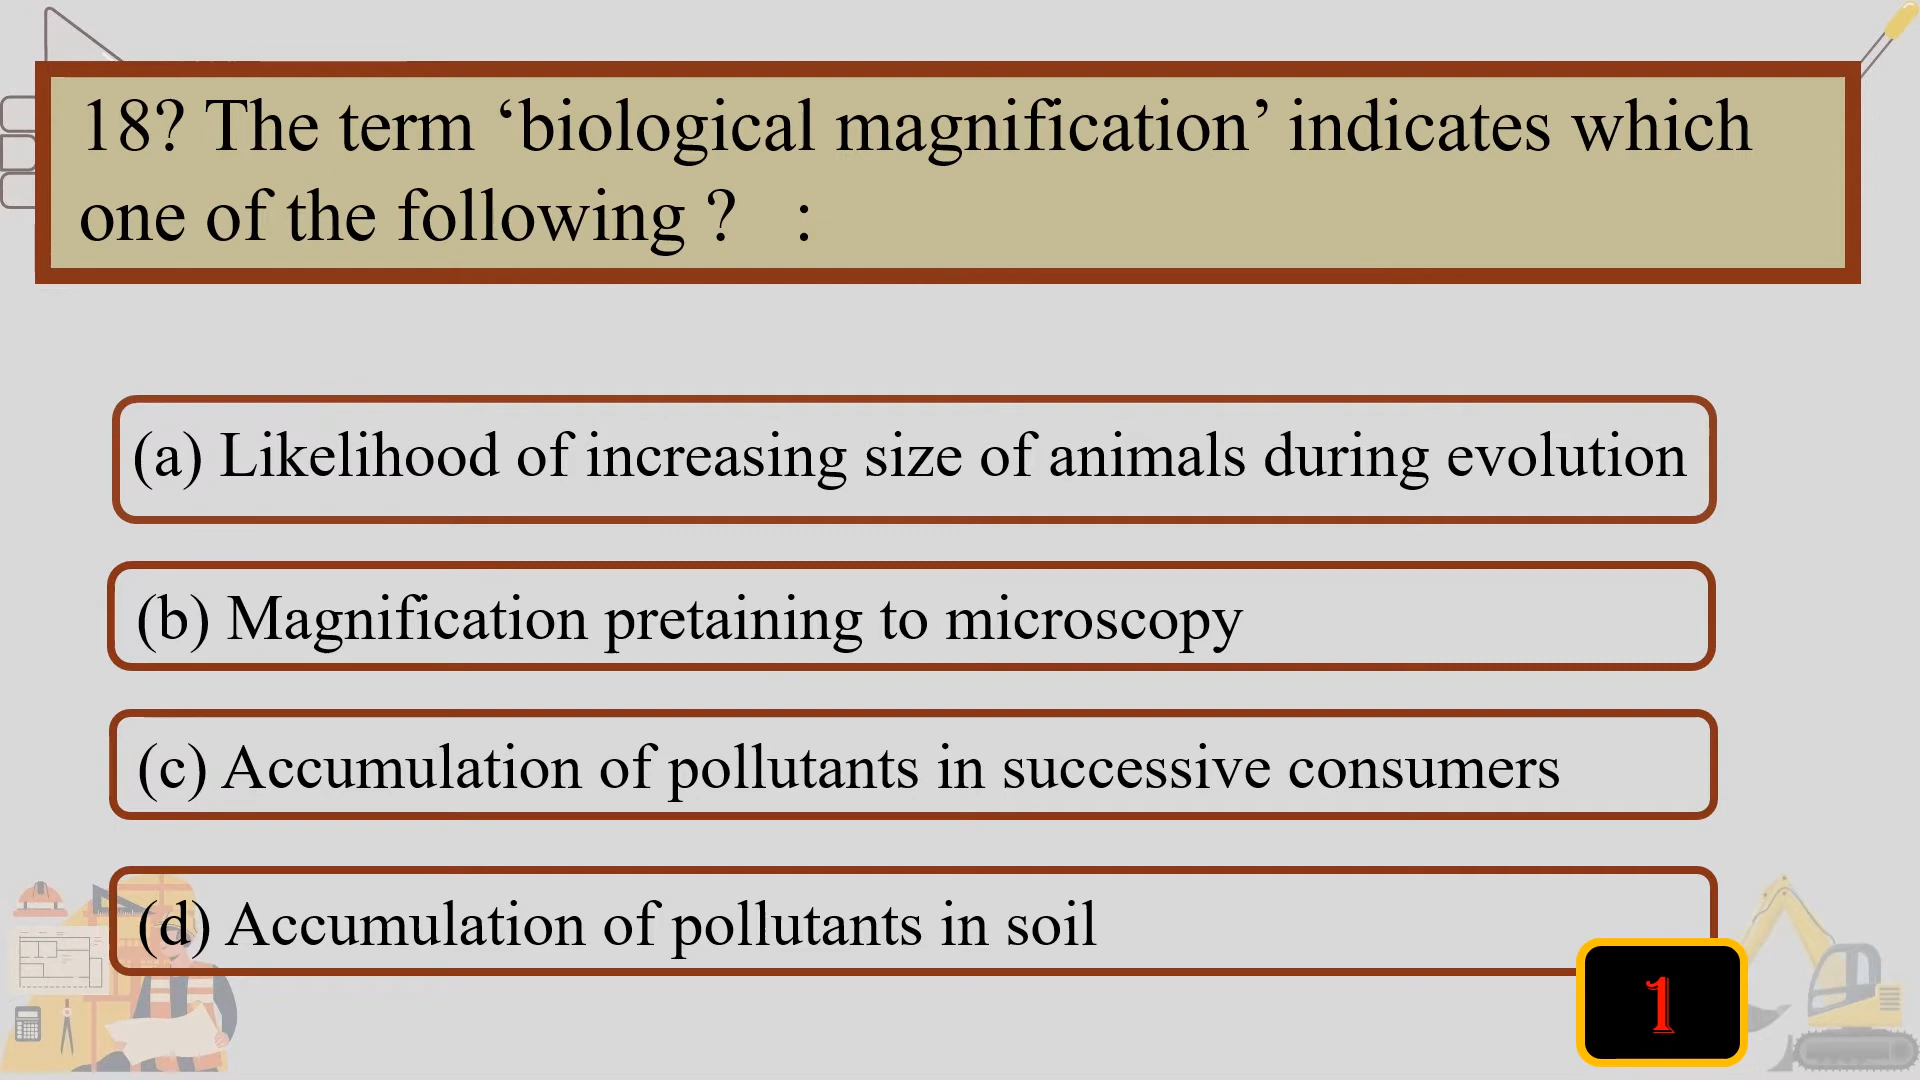 18? The term ‘biological magnification’ indicates which
one of the following ? :
(a) Likelihood of increasing size of animals during evolution
(b) Magnification pretaining to microscopy
(c) Accumulation of pollutants in successive consumers
(d) Accumulation of pollutants in soil
1